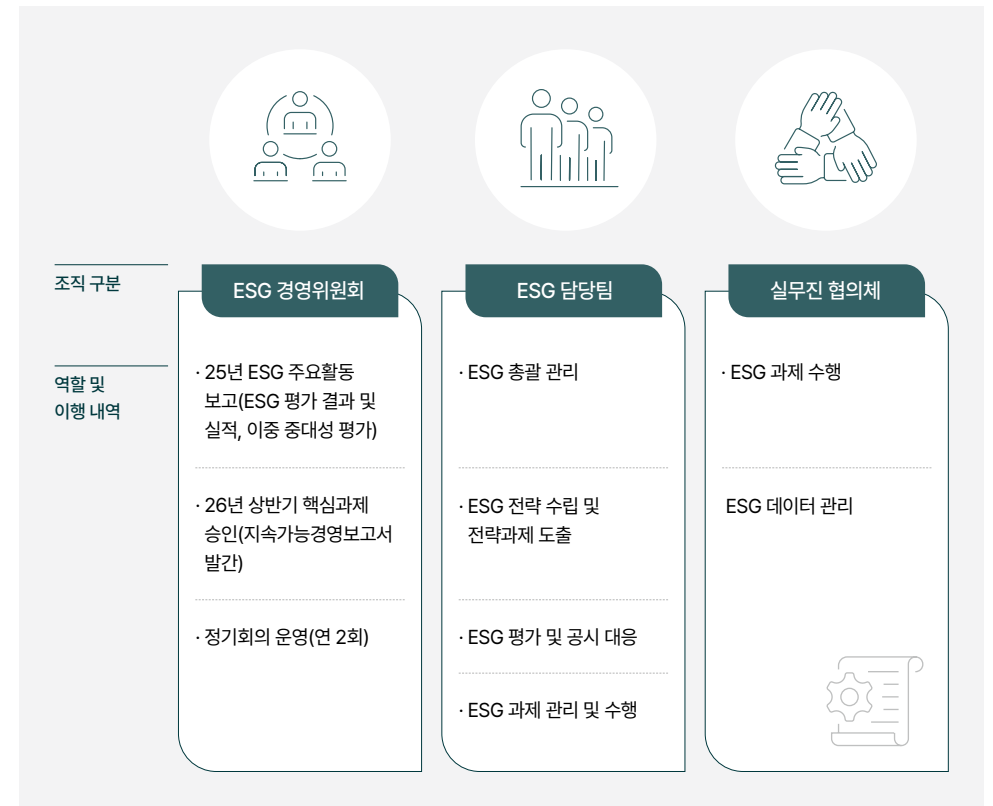 조직 구분
ESG 경영위원회
ESG 담당팀
실무진 협의체
역할 및
이행 내역
· 25년 ESG 주요활동
보고(ESG 평가 결과 및
실적, 이중 중대성 평가)
· 26년 상반기 핵심과제
승인(지속가능경영보고서
발간)
· 정기회의 운영(연 2회)
· ESG 총괄 관리
· ESG 전략 수립 및
전략과제 도출
· ESG 평가 및 공시 대응
· ESG 과제 관리 및 수행
· ESG 과제 수행
ESG 데이터 관리